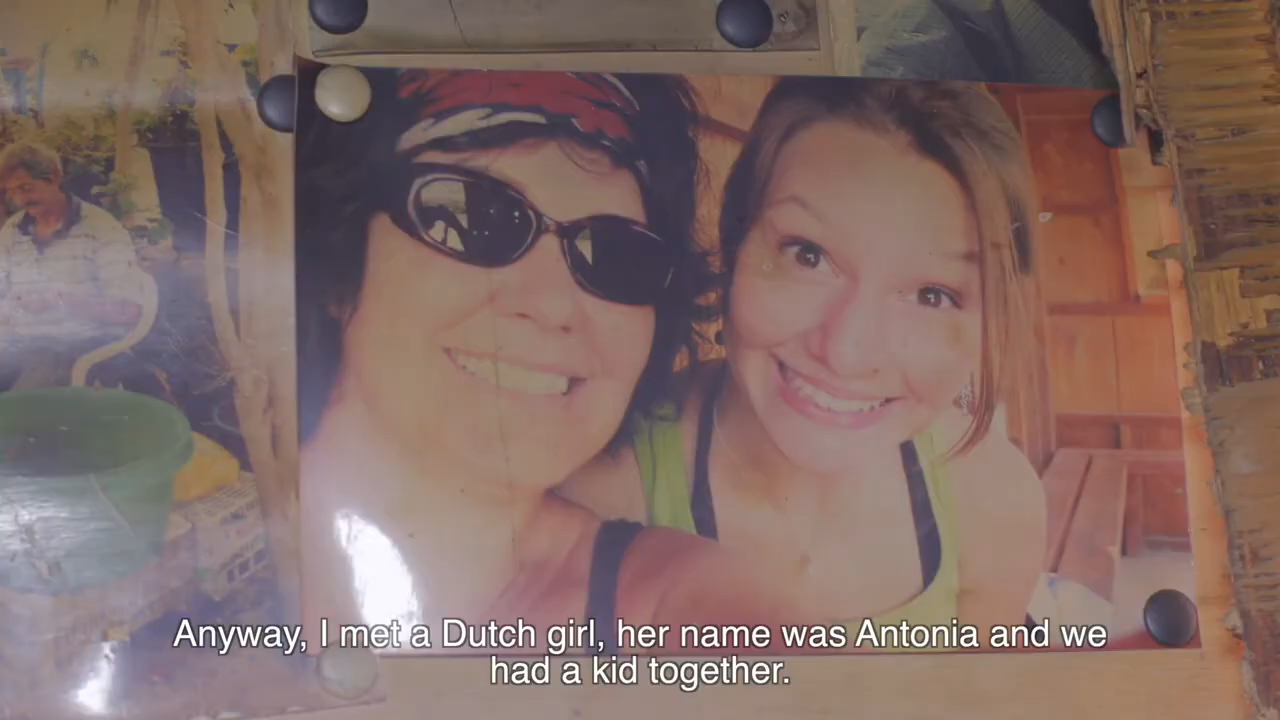 Anyway, I met a Dutch girl, her name was Antonia and we
had a kid together.